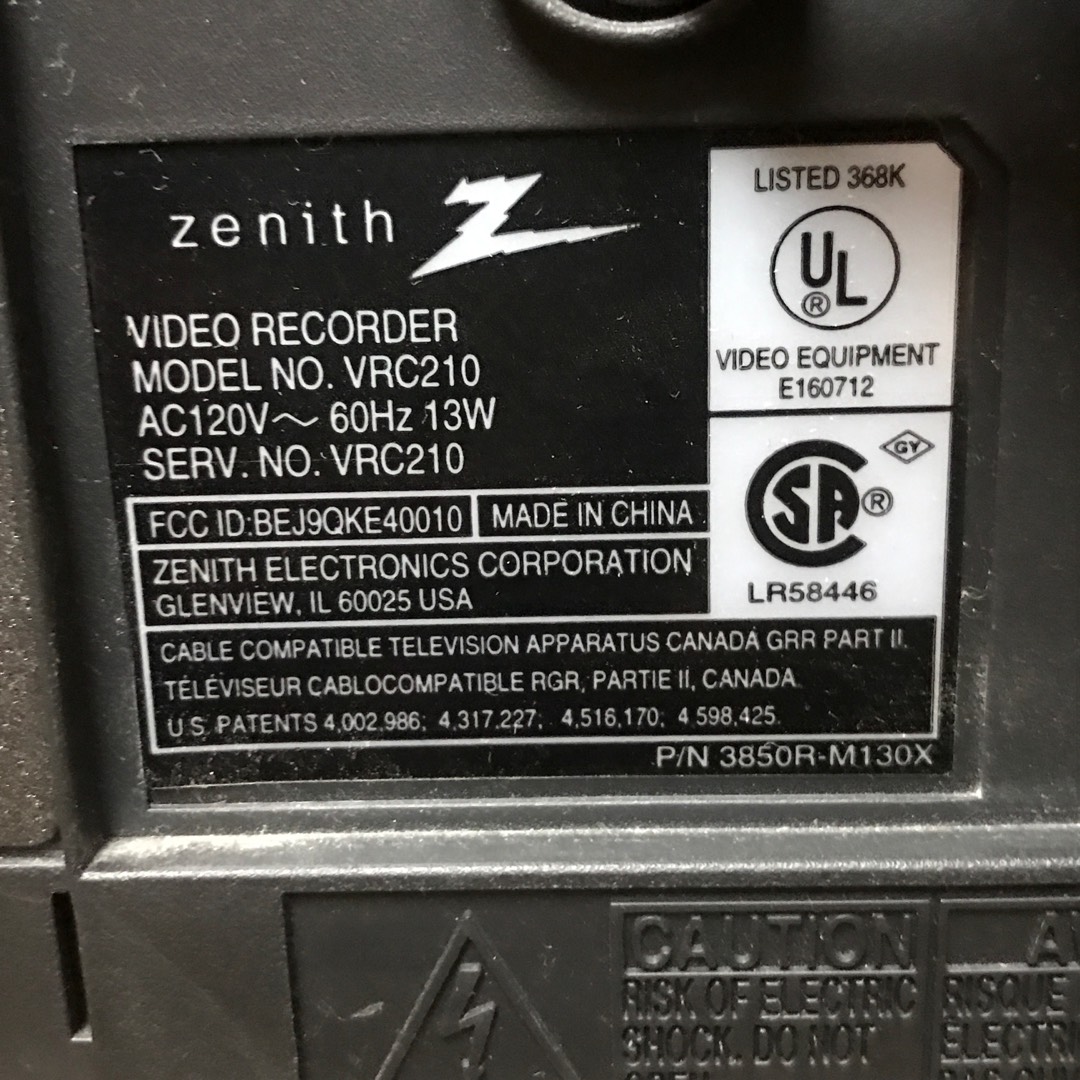 zenith
VIDEO RECORDER
MODEL NO. VRC210
AC120V～ 60Hz 13W
SERV. NO. VRC210
LISTED 368K
UL®
VIDEO EQUIPMENT
E160712
FCC ID:BEJ9QKE40010
MADE IN CHINA
ZENITH ELECTRONICS CORPORATION
GLENVIEW, IL 60025 USA
GY
SA®
LR58446
CABLE COMPATIBLE TELEVISION APPARATUS CANADA GRR PART II.
TÉLÉVISEUR CABLOCOMPATIBLE RGR, PARTIE II, CANADA.
U.S. PATENTS 4,002,986; 4,317,227; 4,516,170; 4 598,425.
P/N 3850R-M130X
CAUTION
RISK OF ELECTRIC
SHOCK. DO NOT
RISQUE